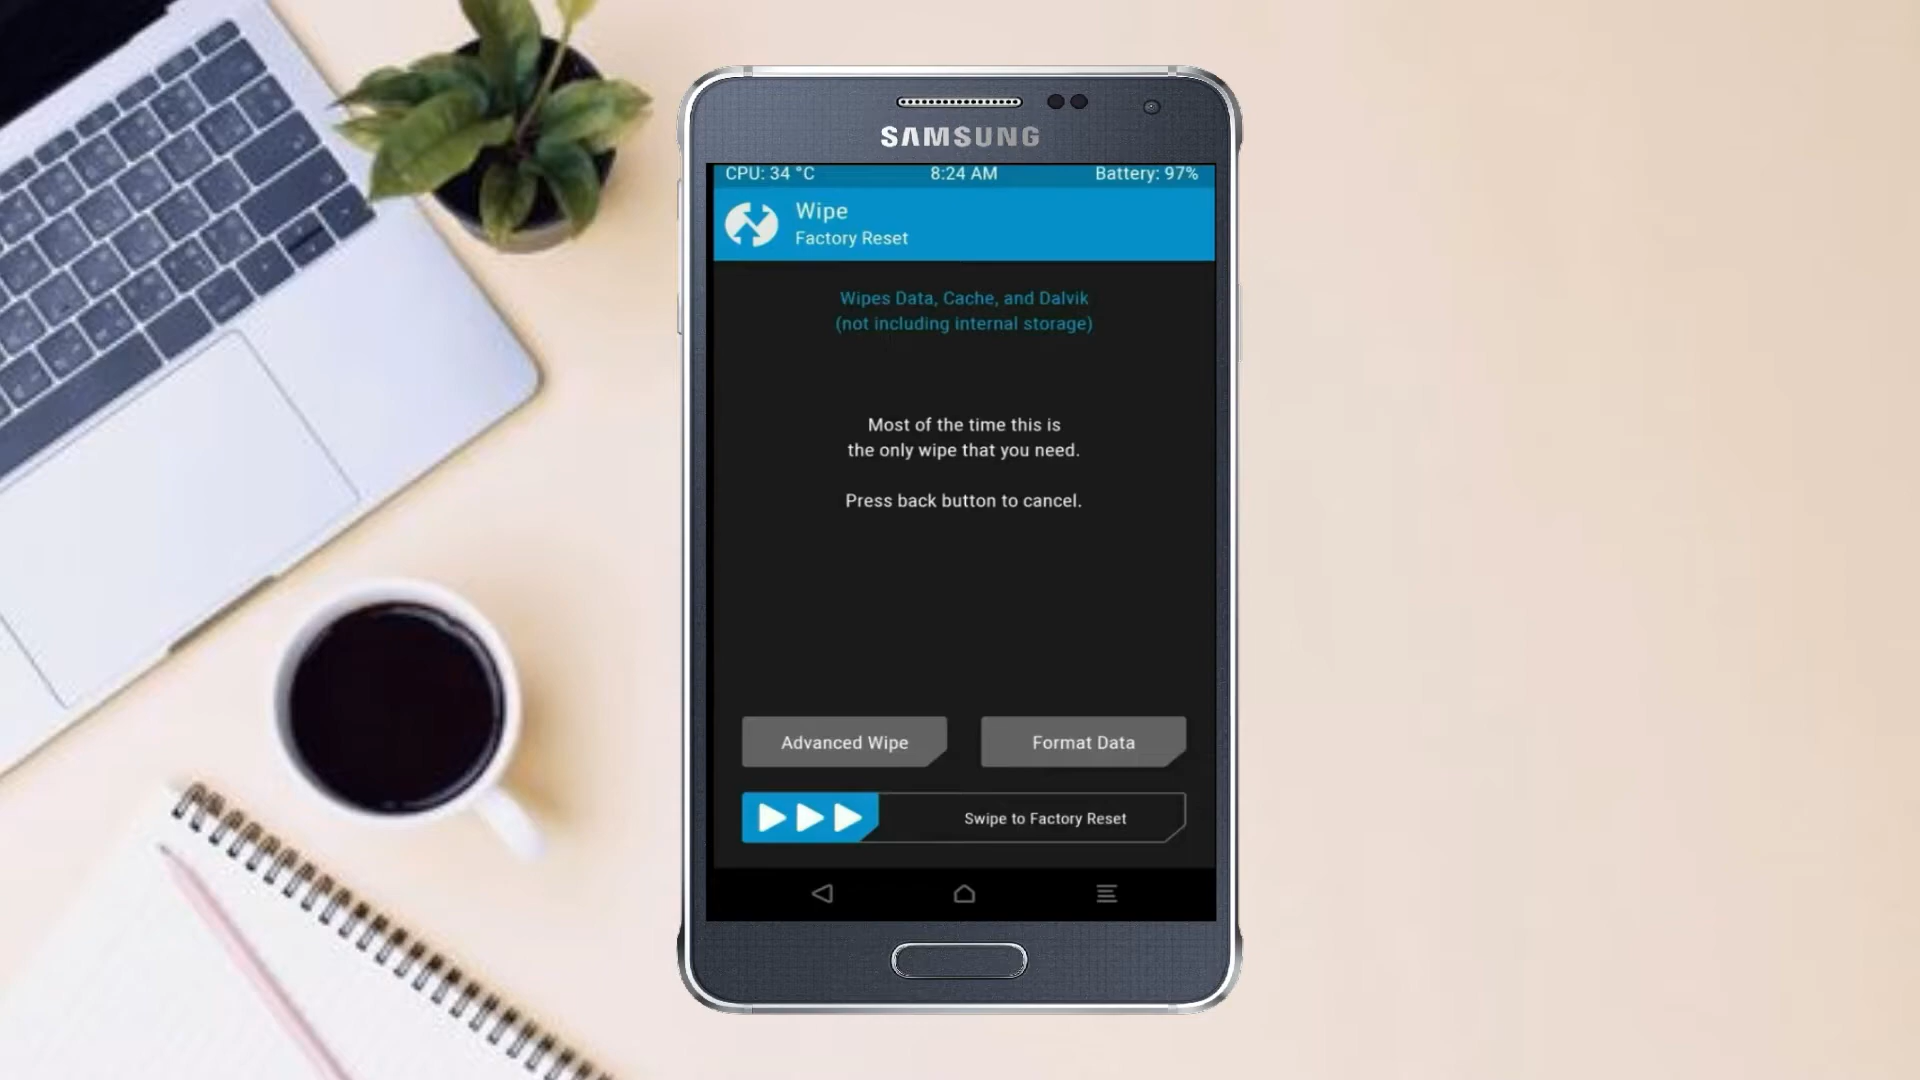 SAMSUNG
CPU: 34 °C 8:24 AM Battery: 97%
Wipe
Factory Reset
Wipes Data, Cache, and Dalvik
(not including internal storage)
Most of the time this is
the only wipe that you need.
Press back button to cancel.
Advanced Wipe Format Data
Swipe to Factory Reset